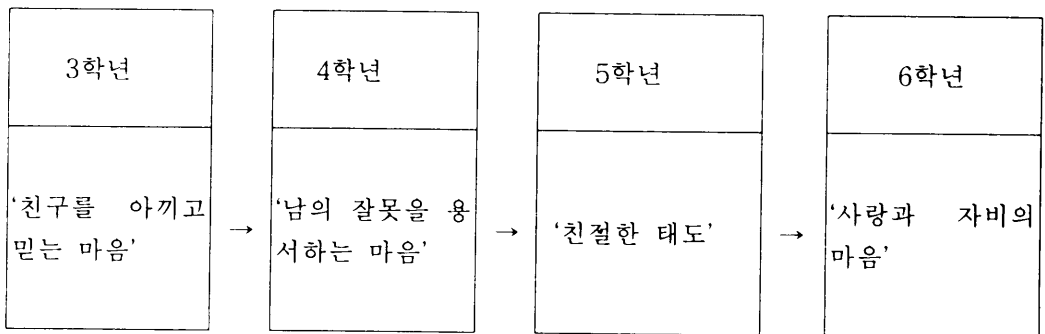 3학년
4학년
5학년
6학년
'친구를 아끼고
믿는 마음'
→
'남의 잘못을 용
서하는 마음'
→
'친절한 태도'
→
'사랑과 자비의
마음'